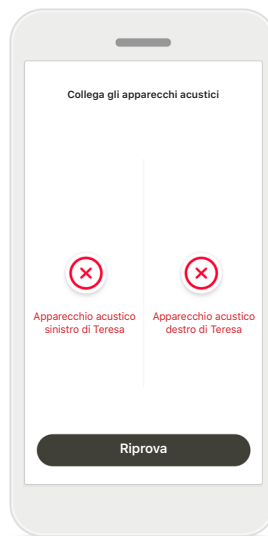 Collega gli apparecchi acustici
Apparecchio acustico
sinistro di Teresa
Apparecchio acustico
destro di Teresa
Riprova